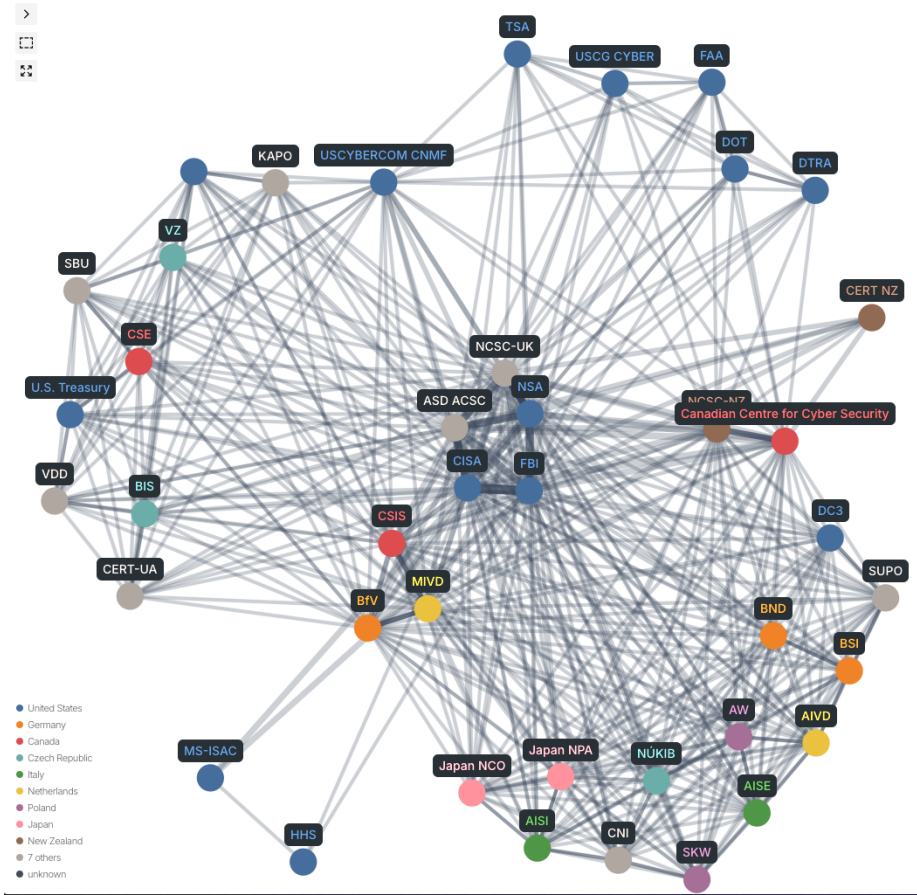 TSA
USCG CYBER
FAA
DOT
DTRA
KAPO
USCYBERCOM CNMF
VZ
SBU
CERT NZ
CSE
NCSC-UK
U.S. Treasury
NSA
ASD ACSC
NCSC-NZ
Canadian Centre for Cyber Security
CISA
FBI
VDD
BIS
CSIS
DC3
CERT-UA
SUPO
MIVD
BfV
BND
BSI
AW
AIVD
MS-ISAC
Japan NCO
Japan NPA
NÚKIB
AISE
AISI
CNI
HHS
SKW
United States
Germany
Canada
Czech Republic
Italy
Netherlands
Poland
Japan
New Zealand
7 others
unknown